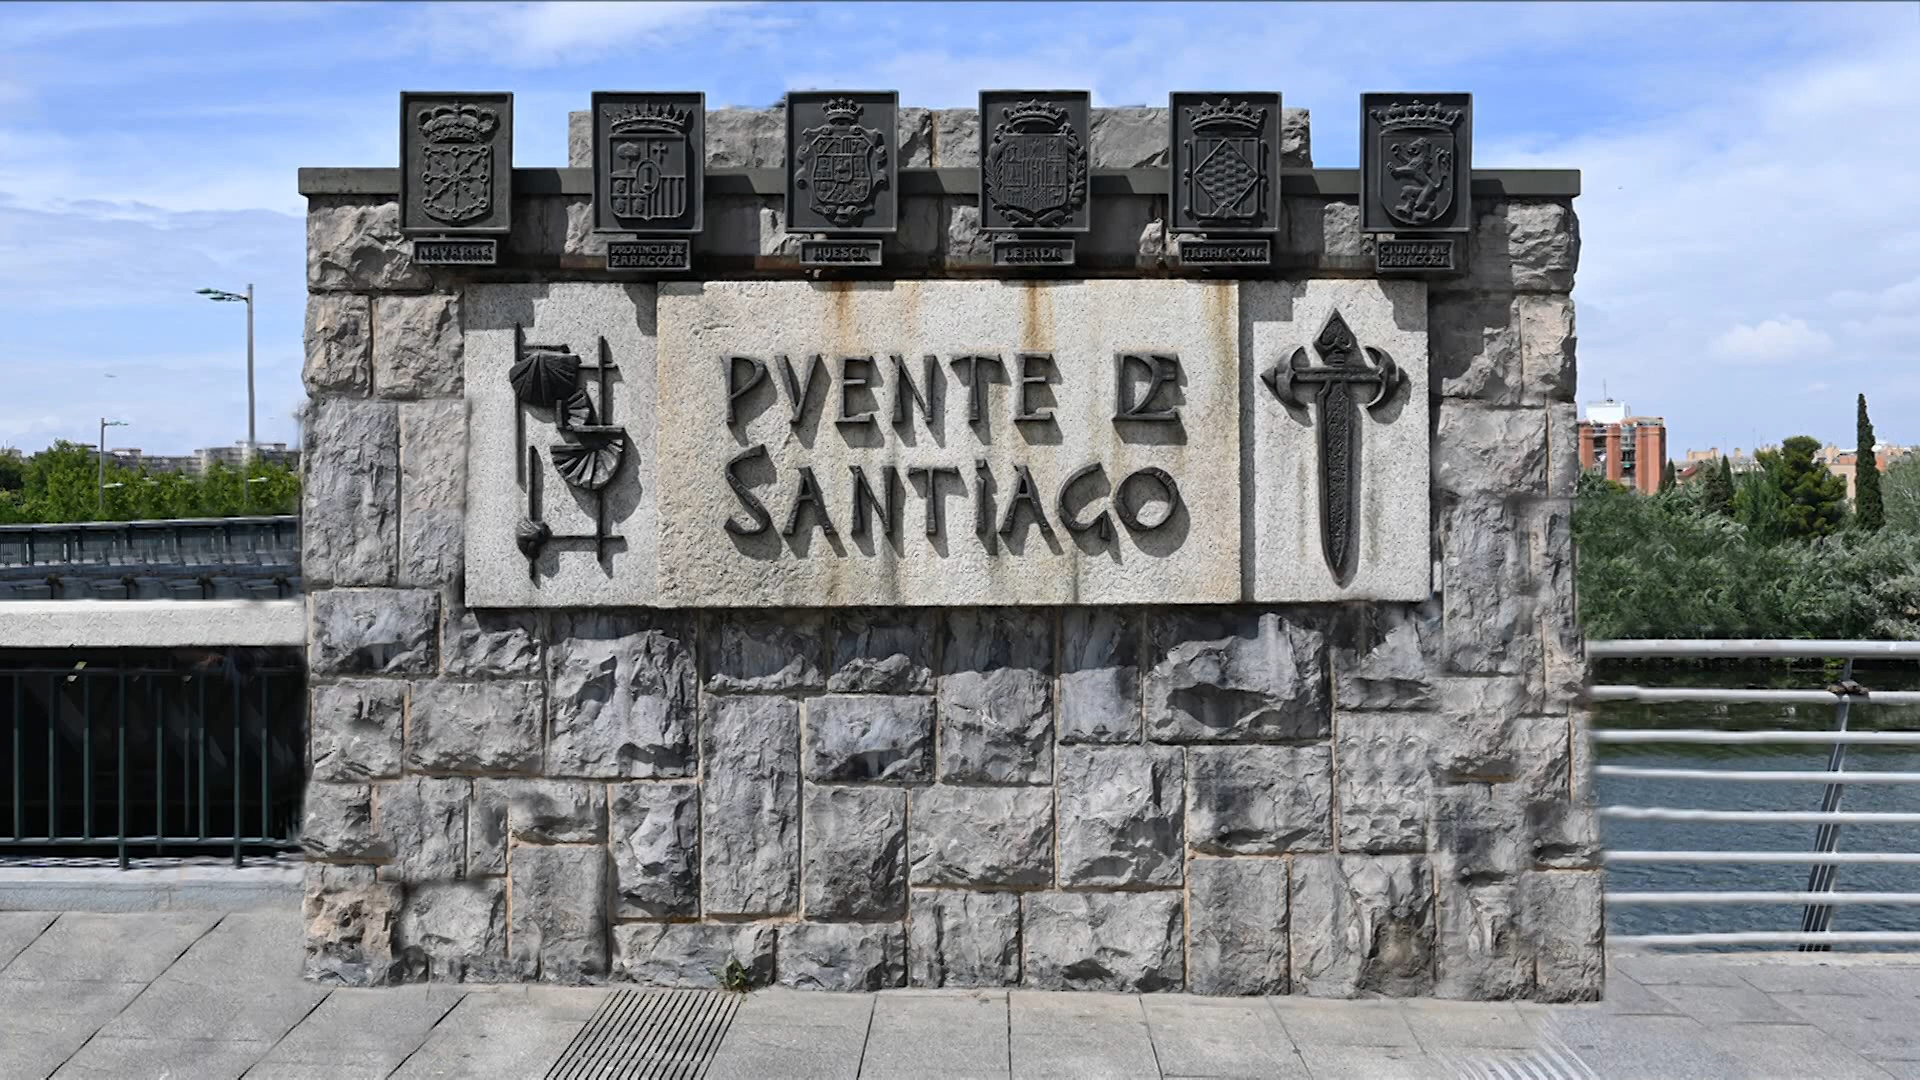 NAVARRA
PROVINCIA DE
ZARAGOZA
HUESCA
LERIDA
TARRAGONA
CIUDAD DE
ZARAGOZA
PVENTE DE
SANTIAGO